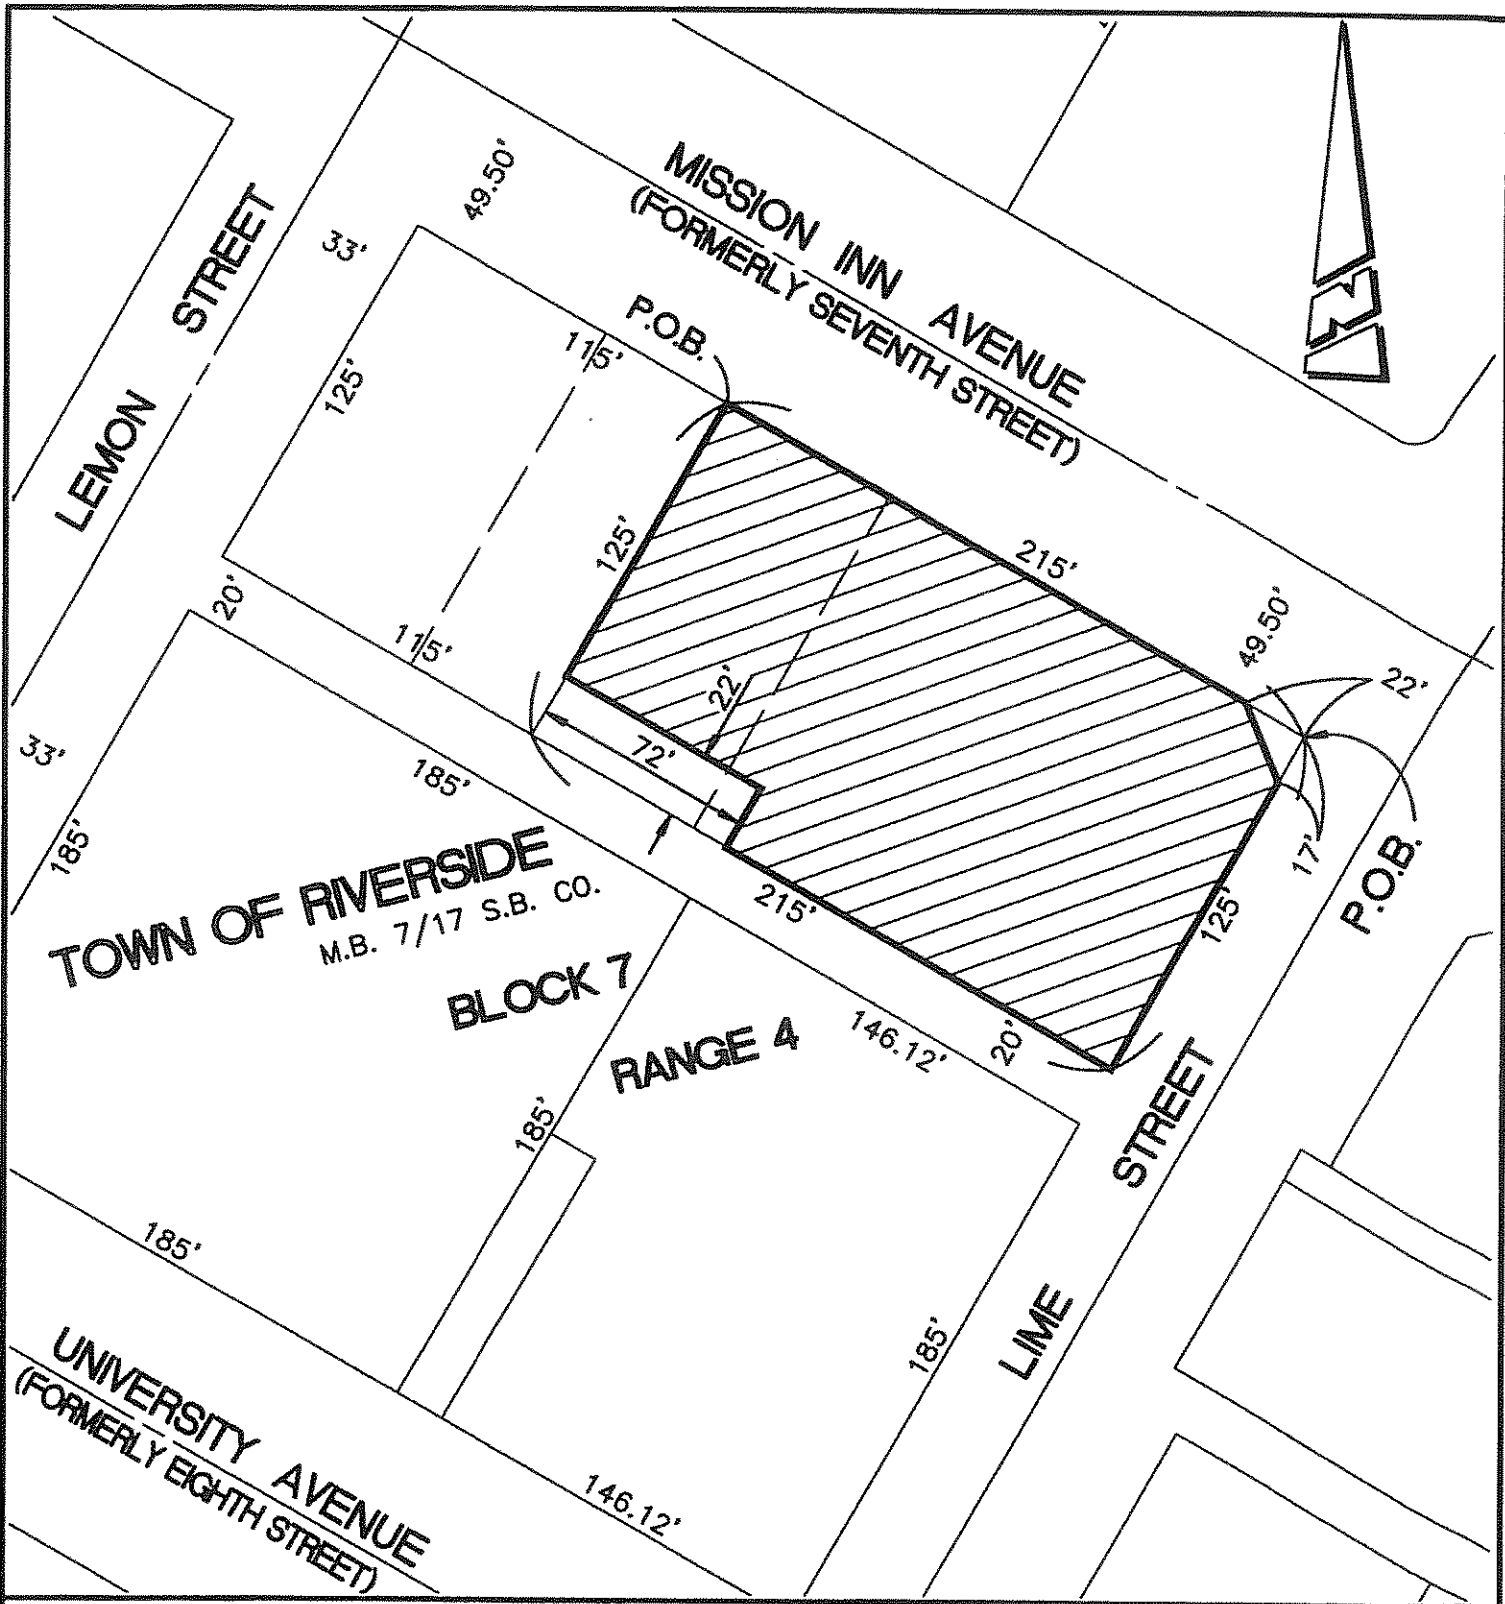 49.50'
MISSION INN AVENUE
(FORMERLY SEVENTH STREET)
33'
LEMON STREET
P.O.B.
115'
125'
125'
215'
49.50'
22'
20'
115'
22'
72'
33'
185'
185'
17'
P.O.B.
125'
TOWN OF RIVERSIDE
M.B. 7/17 S.B. CO.
215'
BLOCK 7
RANGE 4
146.12'
20'
185'
LIME STREET
185'
185'
UNIVERSITY AVENUE
(FORMERLY EIGHTH STREET)
146.12'